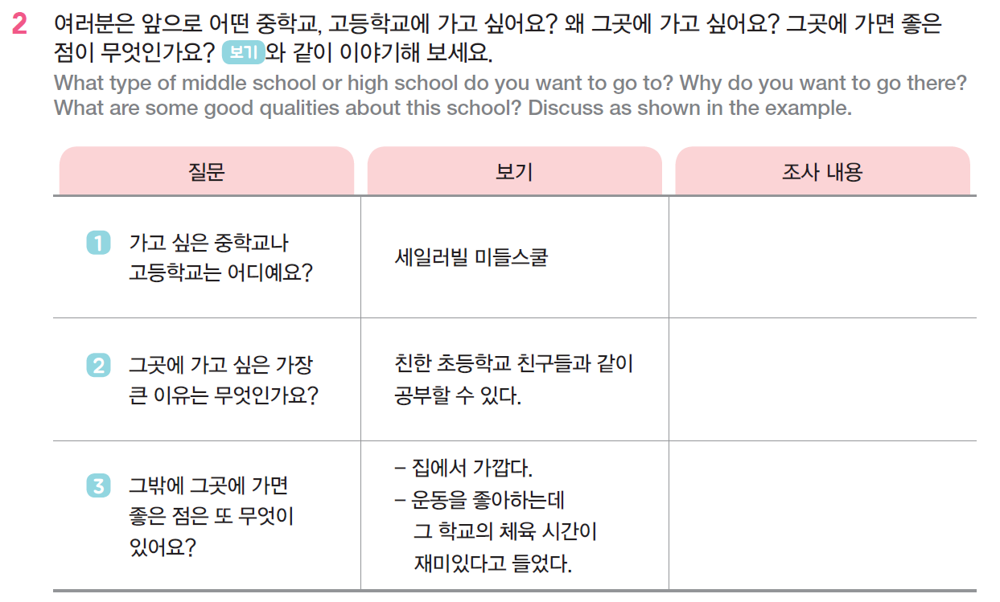 2 여러분은 앞으로 어떤 중학교, 고등학교에 가고 싶어요? 왜 그곳에 가고 싶어요? 그곳에 가면 좋은
점이 무엇인가요? 보기와 같이 이야기해 보세요.
What type of middle school or high school do you want to go to? Why do you want to go there?
What are some good qualities about this school? Discuss as shown in the example.
질문 보기 조사 내용
1 가고 싶은 중학교나
고등학교는 어디예요?
세일러빌 미들스쿨
2 그곳에 가고 싶은 가장
큰 이유는 무엇인가요?
친한 초등학교 친구들과 같이
공부할 수 있다.
3 그밖에 그곳에 가면
좋은 점은 또 무엇이
있어요?
– 집에서 가깝다.
– 운동을 좋아하는데
그 학교의 체육 시간이
재미있다고 들었다.